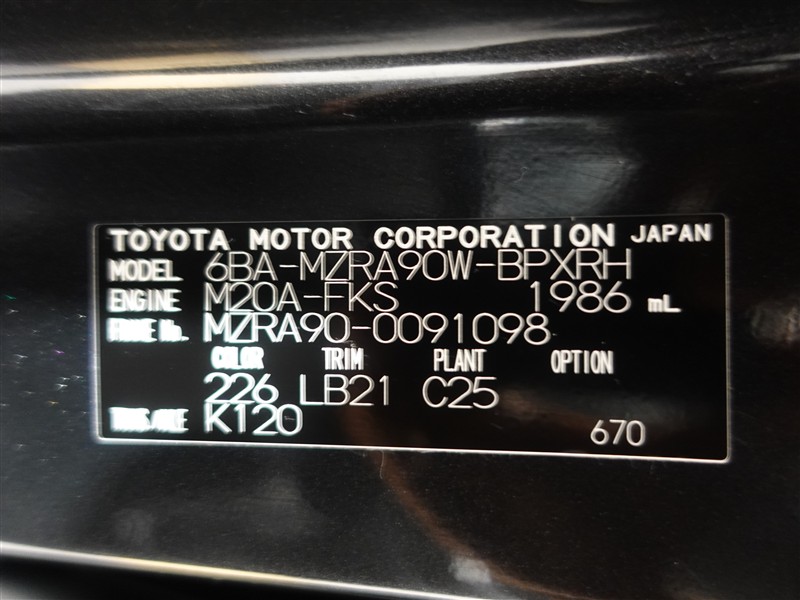 TOYOTA MOTOR CORPORATION JAPAN
MODEL 6BA-MZRA90W-BPXRH
ENGINE M20A-FKS 1986 mL
FRAME No. MZRA90-0091098
COLOR TRIM PLANT OPTION
226 LB21 C25
TRANS/AXLE K120 670